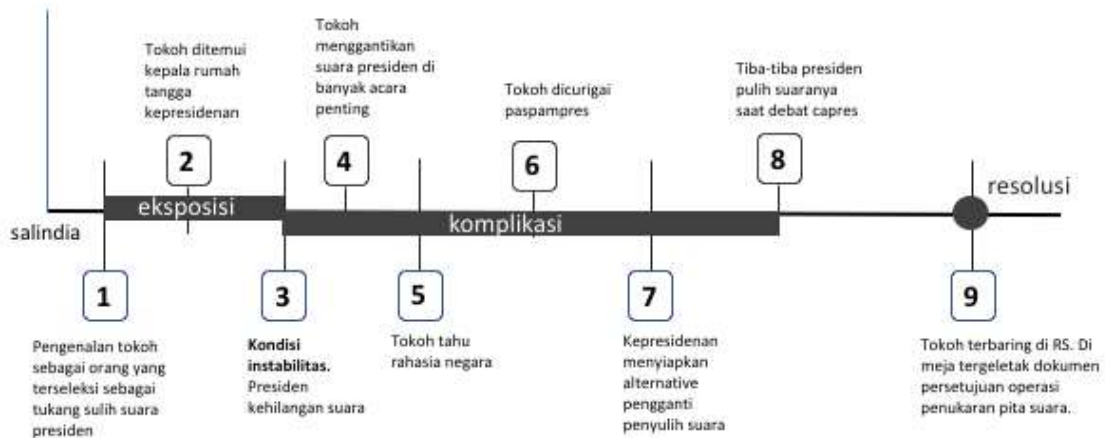 Tokoh ditemui
kepala rumah
tangga
kepresidenan
Tokoh
menggantikan
suara presiden di
banyak acara
penting
Tokoh dicurigai
paspampres
Tiba-tiba presiden
pulih suaranya
saat debat capres
2
4
6
8
resolusi
eksposisi
komplikasi
salindia
1
3
5
7
9
Pengenalan tokoh
sebagai orang yang
terseleksi sebagai
tukang sulih suara
presiden
Kondisi
instabilitas.
Presiden
kehilangan suara
Tokoh tahu
rahasia negara
Kepresidenan
menyiapkan
alternative
pengganti
penyulih suara
Tokoh terbaring di RS. Di
meja tergeletak dokumen
persetujuan operasi
penukaran pita suara.